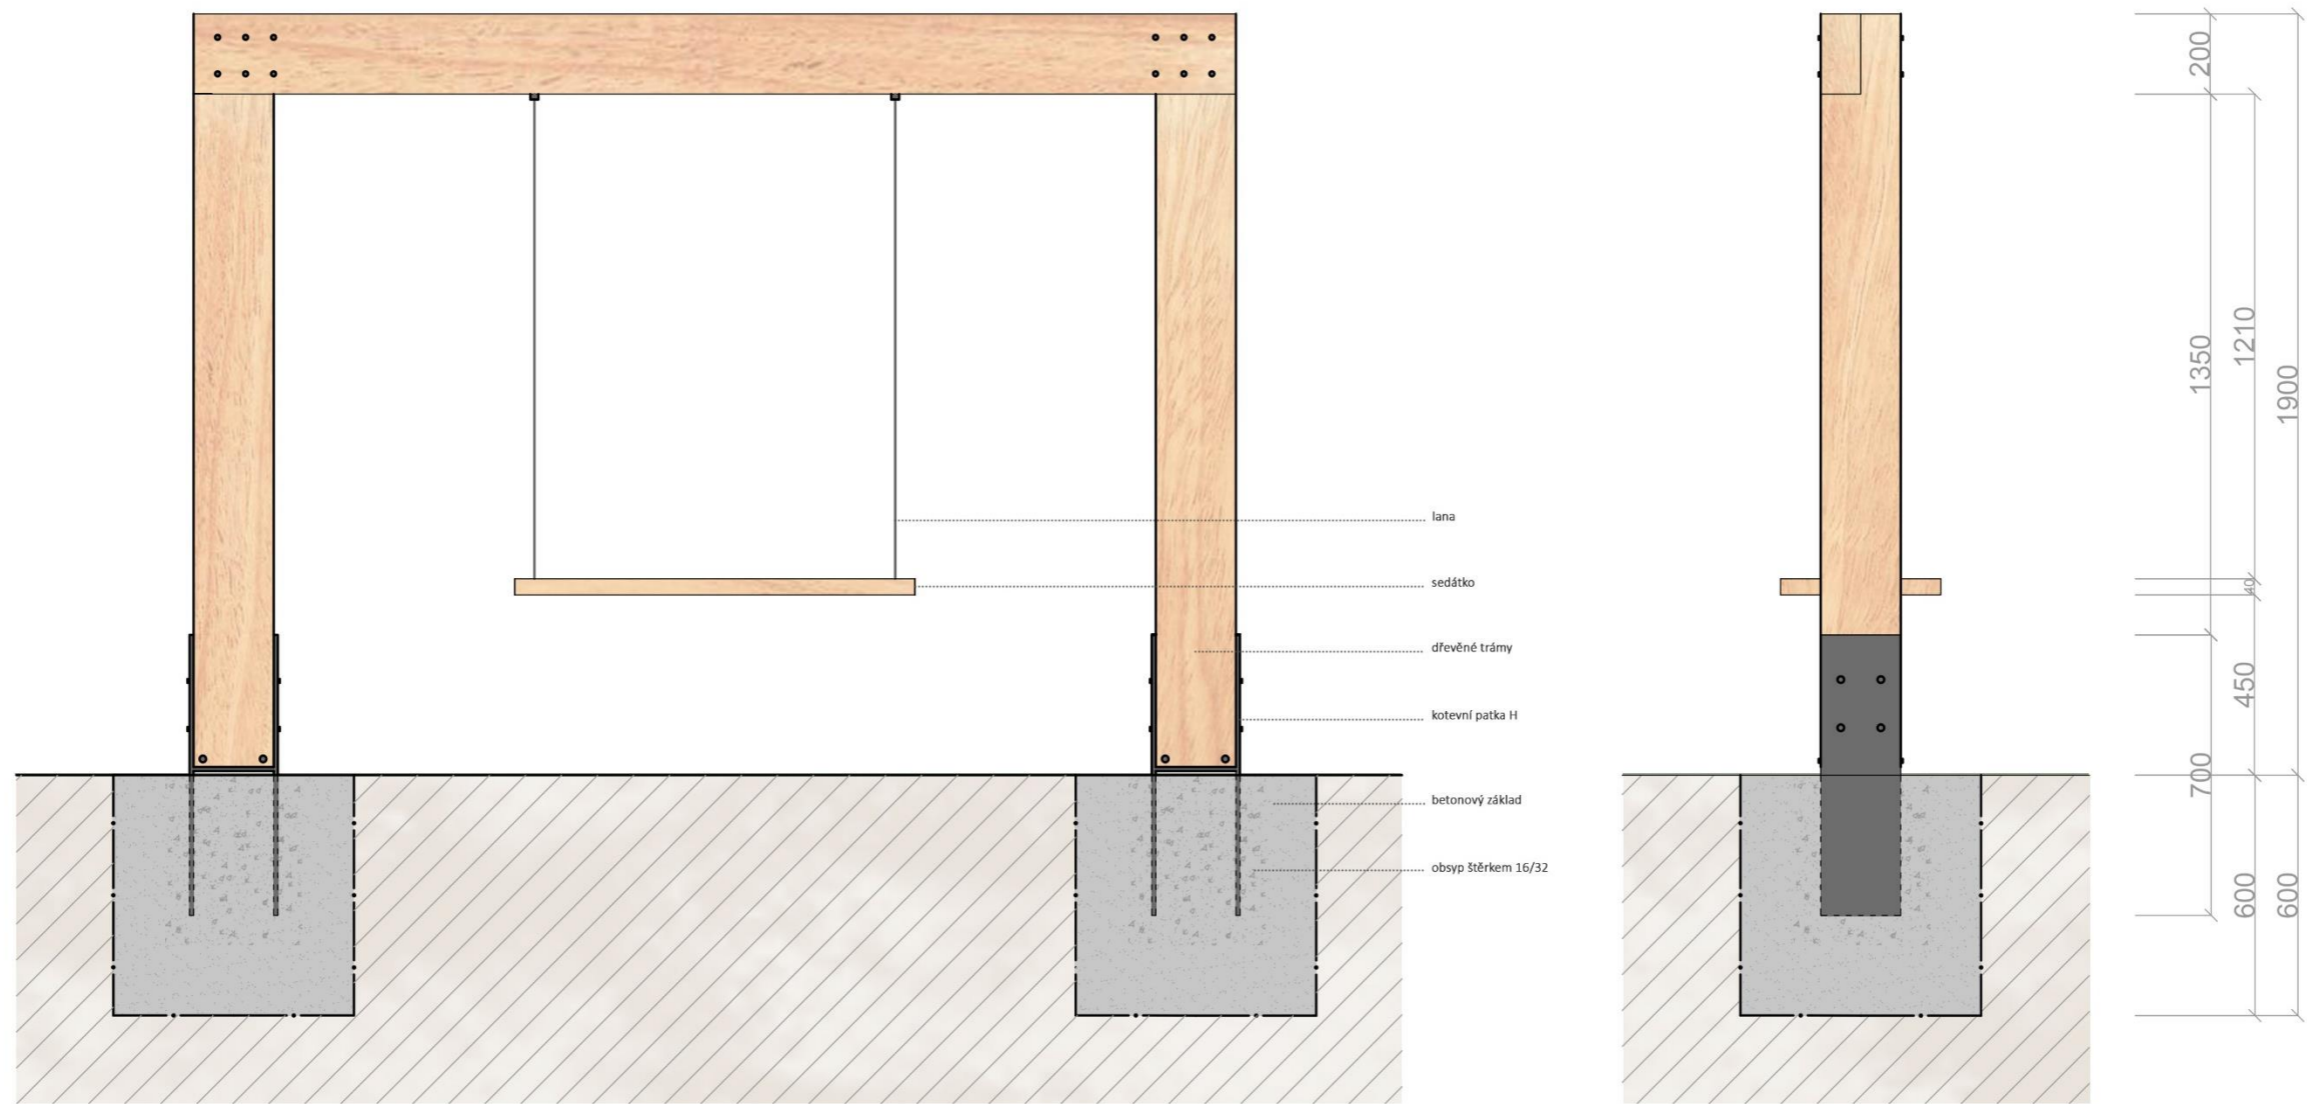 lana
sedátko
dřevěné trámy
kotevní patka H
betonový základ
obsyp štěrkem 16/32
200
1350
1210
1900
40
450
700
600
600